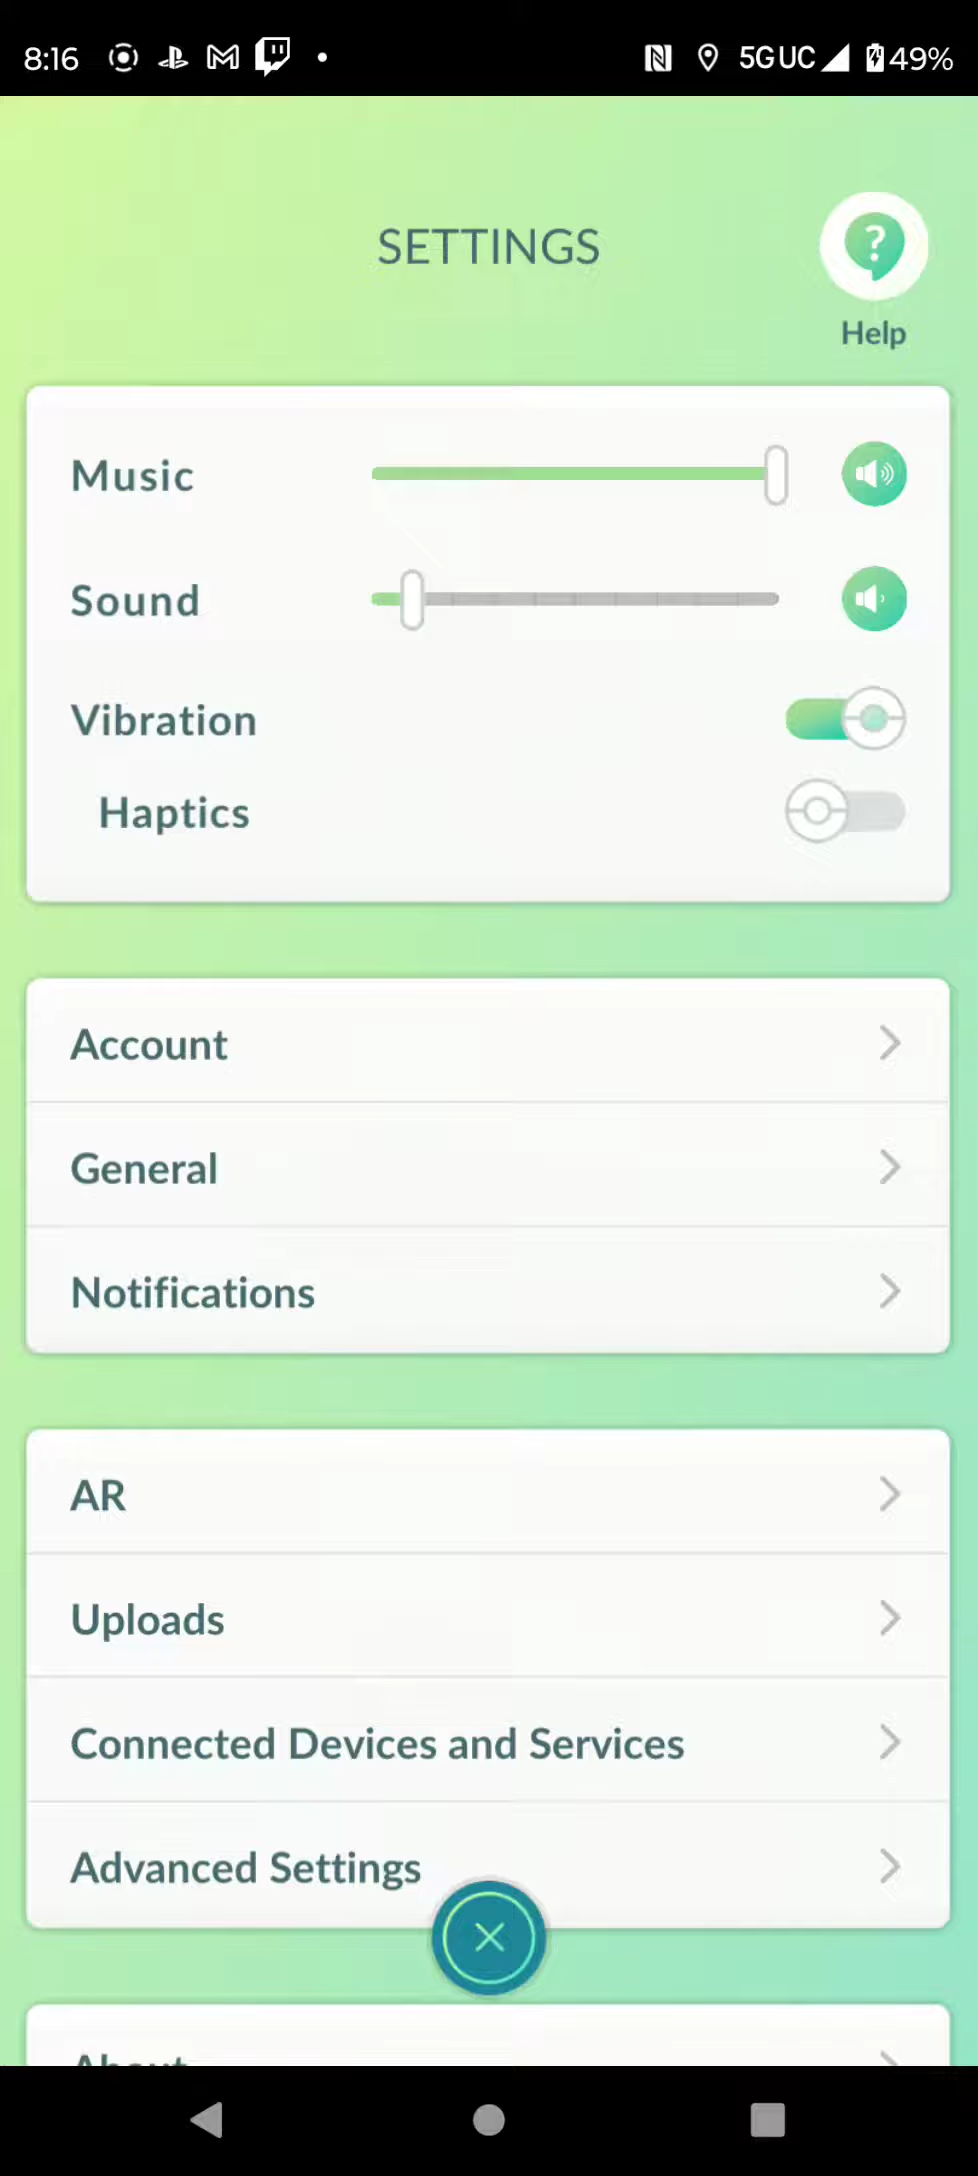 8:16 5G UC 49%
SETTINGS
?
Help
Music
Sound
Vibration
Haptics
Account
General
Notifications
AR
Uploads
Connected Devices and Services
Advanced Settings
About